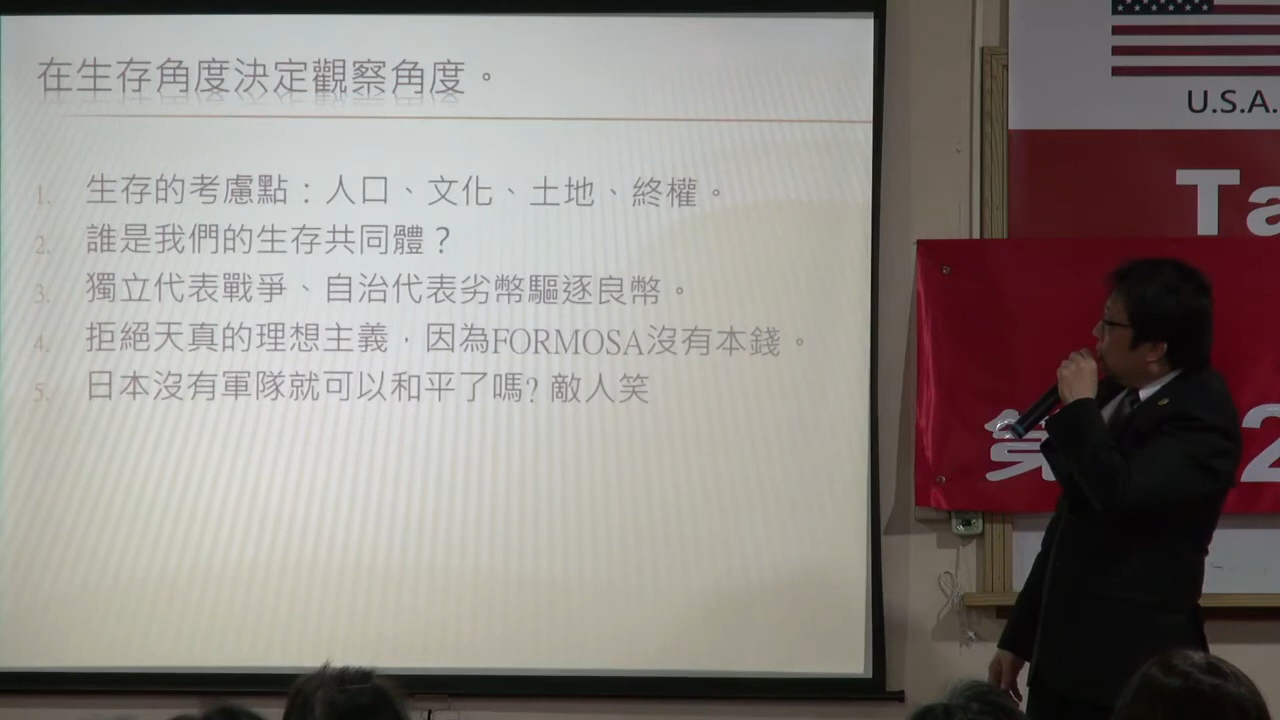 在生存角度決定觀察角度。
1. 生存的考慮點：人口、文化、土地、終權。
2. 誰是我們的生存共同體？
3. 獨立代表戰爭、自治代表劣幣驅逐良幣。
4. 拒絕天真的理想主義，因為FORMOSA沒有本錢。
5. 日本沒有軍隊就可以和平了嗎? 敵人笑
U.S.A.
Ta
第
2